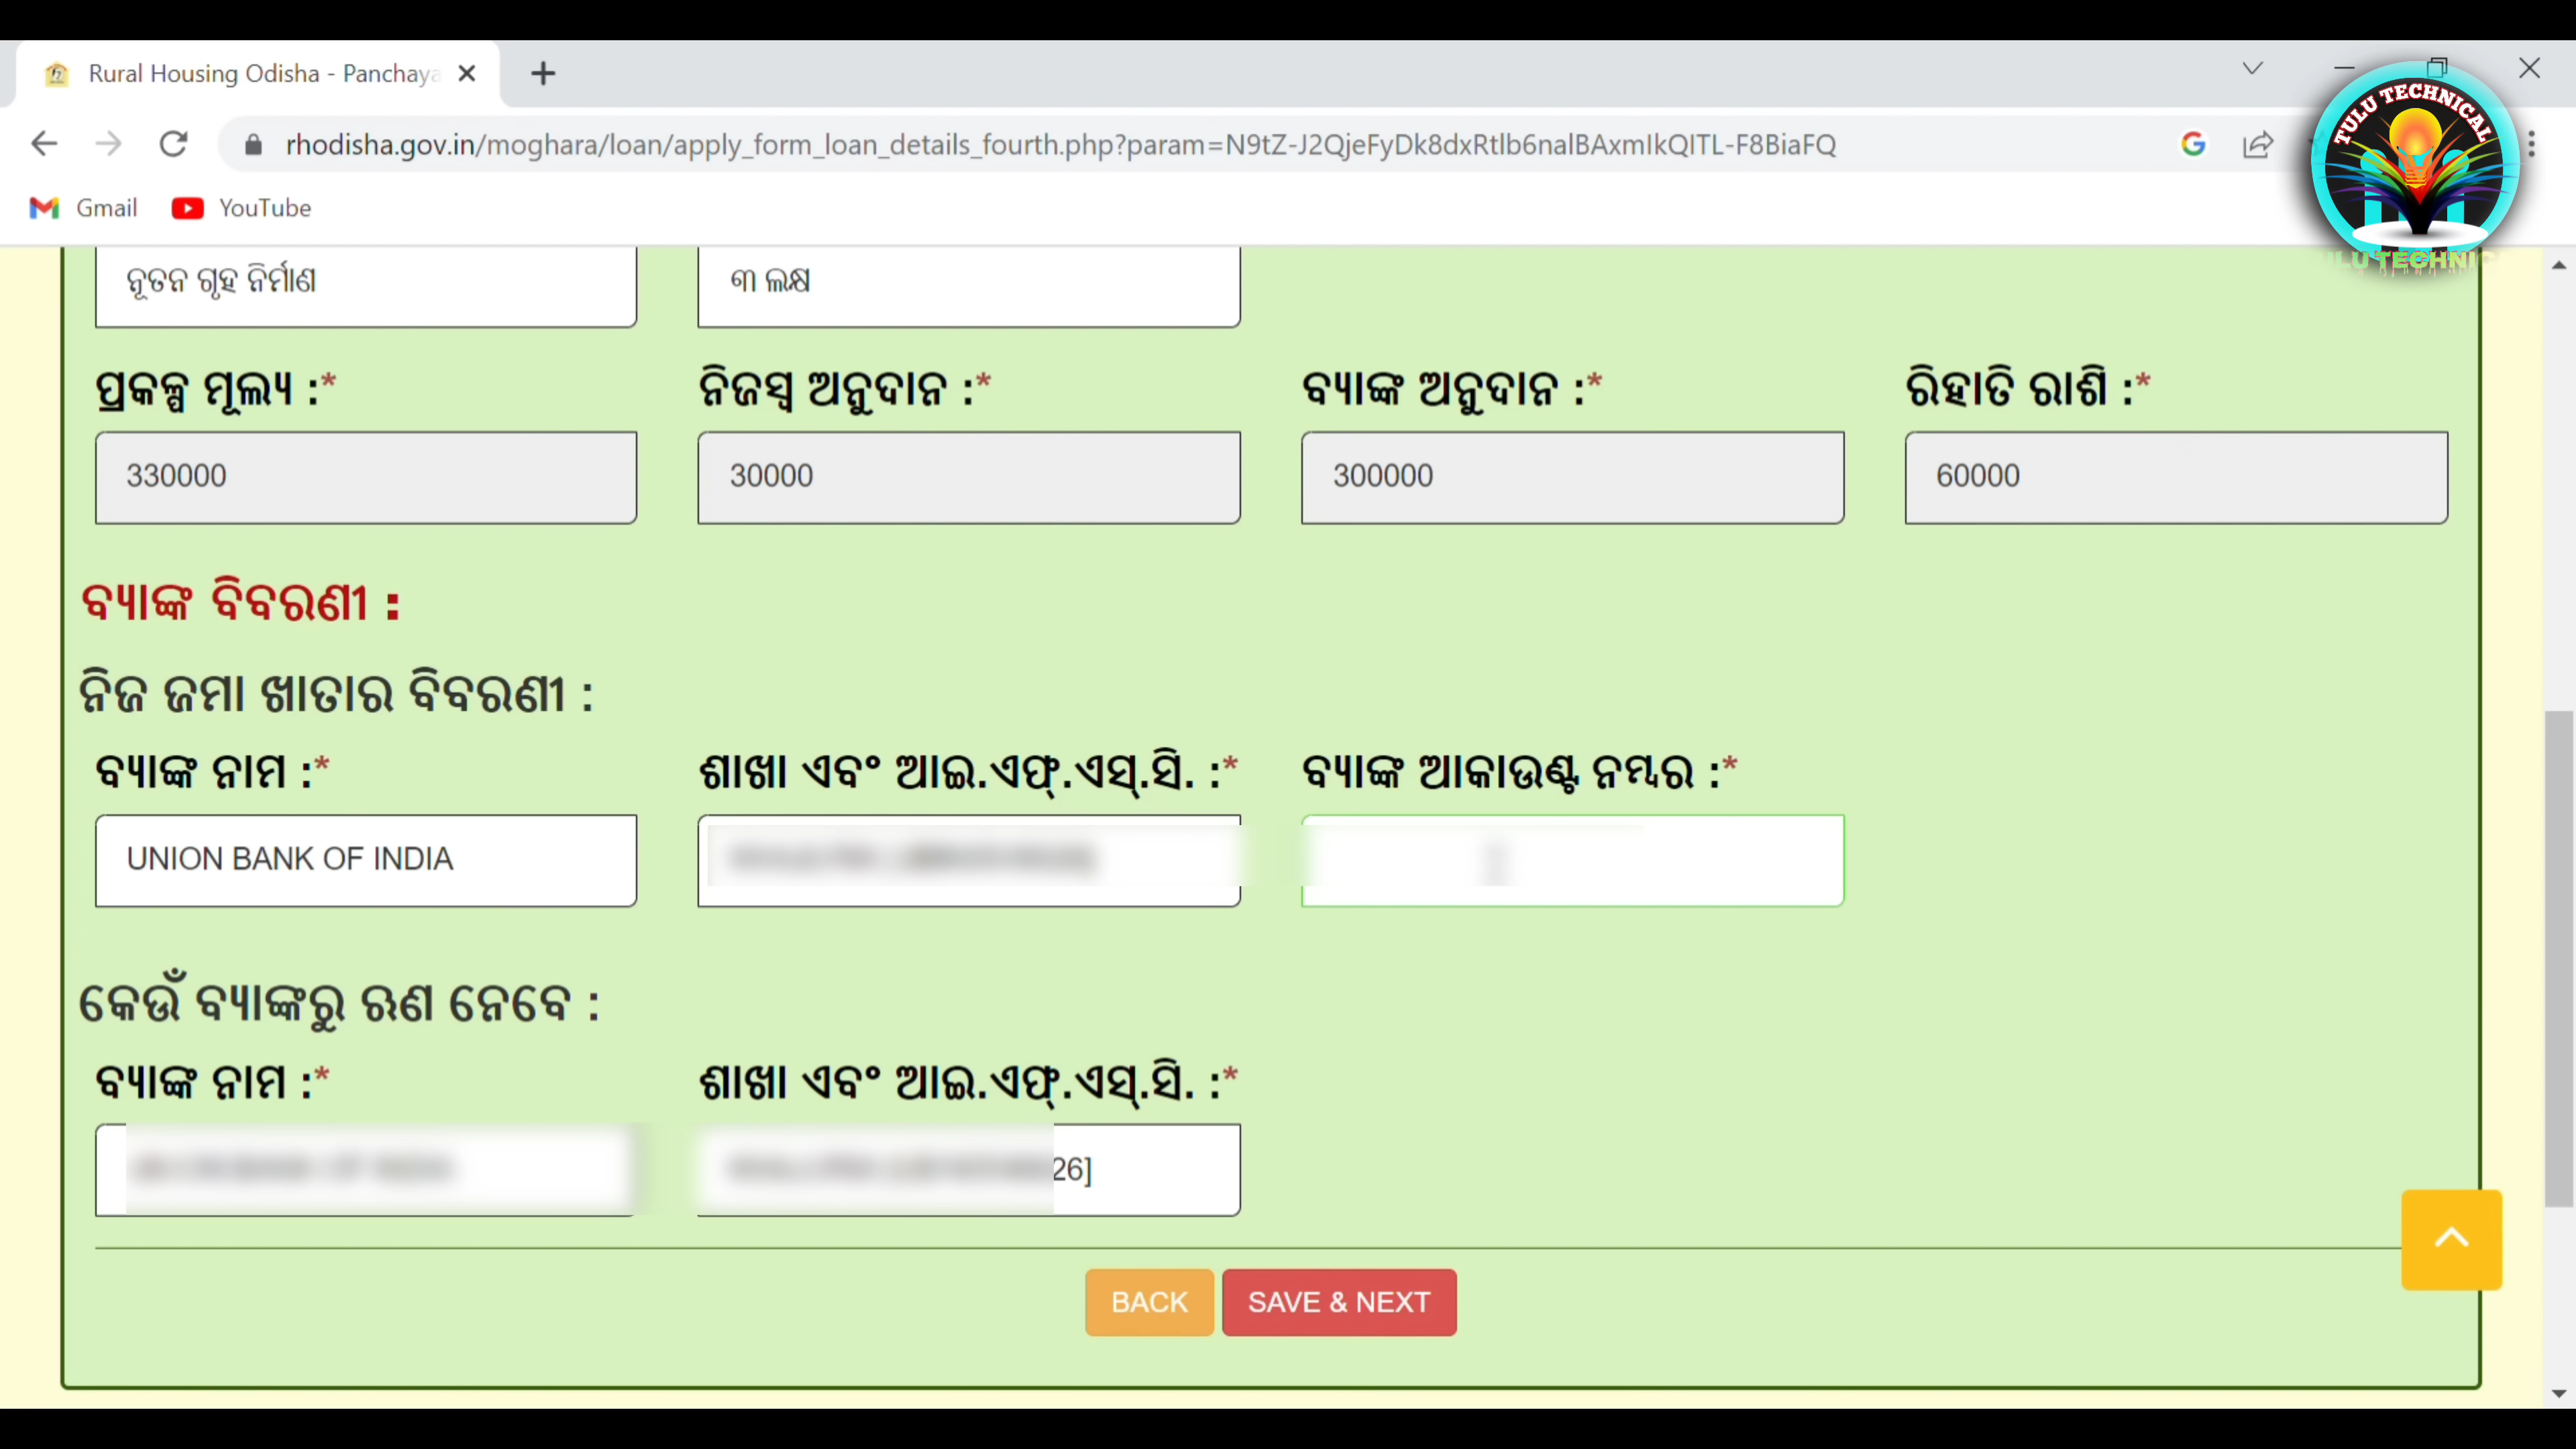 Rural Housing Odisha - Panchaya
rhodisha.gov.in/moghara/loan/apply_form_loan_details_fourth.php?param=N9tZ-J2QjeFyDk8dxRtlb6nalBAxmIkQITL-F8BiaFQ
TULU TECHNICAL
Gmail YouTube
ନୂତନ ଗୃହ ନିର୍ମାଣ ୩ ଲକ୍ଷ
ପ୍ରକଳ୍ପ ମୂଲ୍ୟ :* ନିଜସ୍ୱ ଅନୁଦାନ :* ବ୍ୟାଙ୍କ ଅନୁଦାନ :* ରିହାତି ରାଶି :*
330000 30000 300000 60000
ବ୍ୟାଙ୍କ ବିବରଣୀ :
ନିଜ ଜମା ଖାତାର ବିବରଣୀ :
ବ୍ୟାଙ୍କ ନାମ :* ଶାଖା ଏବଂ ଆଇ.ଏଫ୍.ଏସ୍.ସି. :* ବ୍ୟାଙ୍କ ଆକାଉଣ୍ଟ ନମ୍ବର :*
UNION BANK OF INDIA
କେଉଁ ବ୍ୟାଙ୍କରୁ ଋଣ ନେବେ :
ବ୍ୟାଙ୍କ ନାମ :* ଶାଖା ଏବଂ ଆଇ.ଏଫ୍.ଏସ୍.ସି. :*
26]
BACK SAVE & NEXT